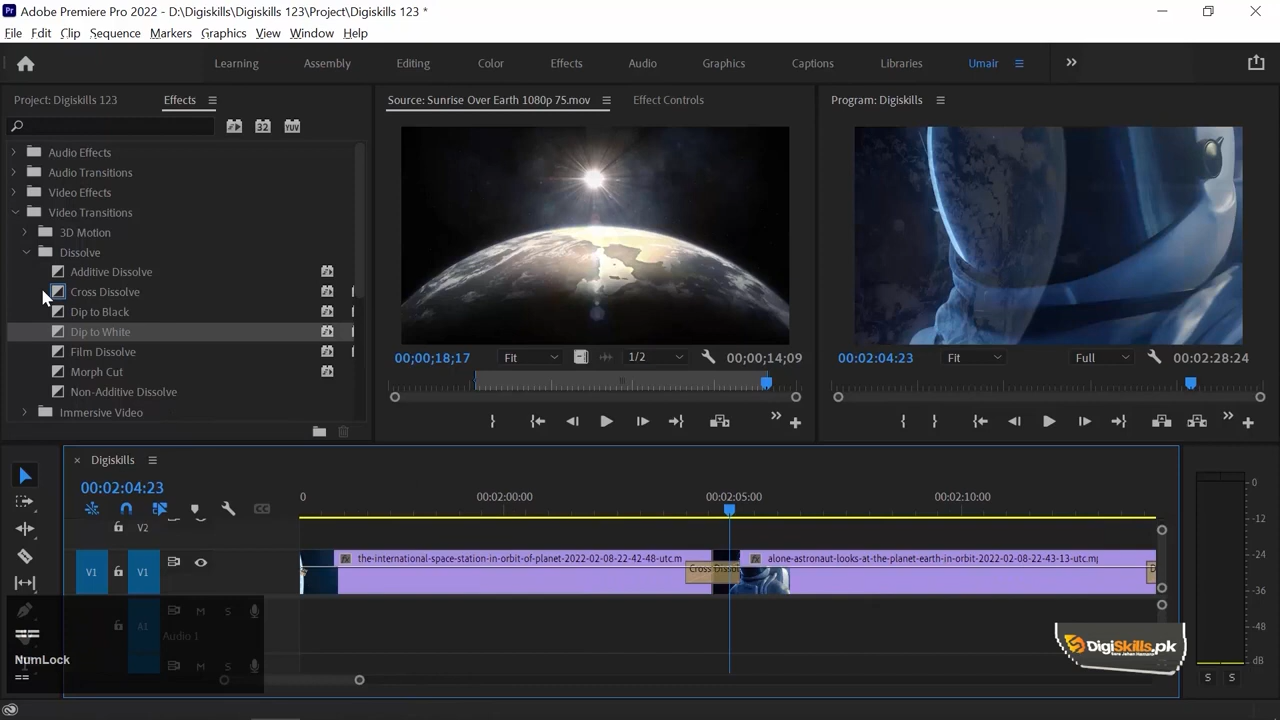 Adobe Premiere Pro 2022 - D:\Digiskills\Digiskills 123\Project\Digiskills 123 *
File Edit Clip Sequence Markers Graphics View Window Help
Learning Assembly Editing Color Effects Audio Graphics Captions Libraries Umair
Project: Digiskills 123 Effects
Source: Sunrise Over Earth 1080p 75.mov Effect Controls
Program: Digiskills
32 YUV
Audio Effects
Audio Transitions
Video Effects
Video Transitions
3D Motion
Dissolve
Additive Dissolve
Cross Dissolve
Dip to Black
Dip to White
Film Dissolve
Morph Cut
Non-Additive Dissolve
Immersive Video
00;00;18;17 Fit 1/2 00;00;14;09
00:02:04:23 Fit Full 00:02:28:24
Digiskills
00:02:04:23
0 00:02:00:00 00:02:05:00 00:02:10:00
V2
V1 V1
the-international-space-station-in-orbit-of-planet-2022-02-08-22-42-48-utc.m
alone-astronaut-looks-at-the-planet-earth-in-orbit-2022-02-08-22-43-13-utc.mp
Cross Dissol
A1 M S
Audio 1
M S
NumLock
DigiSkills.pk
0
-12
-24
-36
-48
dB
S S